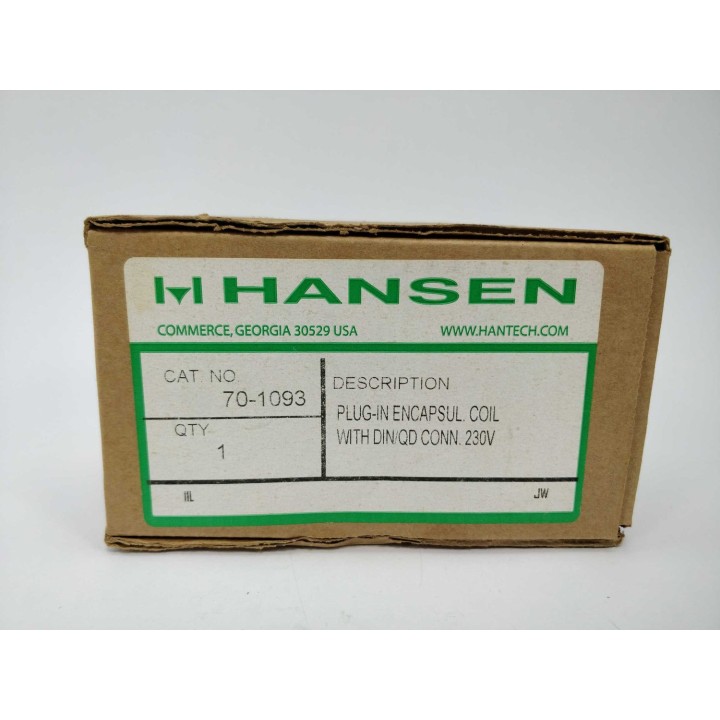 HANSEN
COMMERCE, GEORGIA 30529 USA
WWW.HANTECH.COM
CAT. NO.
70-1093
QTY.
1
DESCRIPTION
PLUG-IN ENCAPSUL. COIL
WITH DIN/QD CONN. 230V
JW